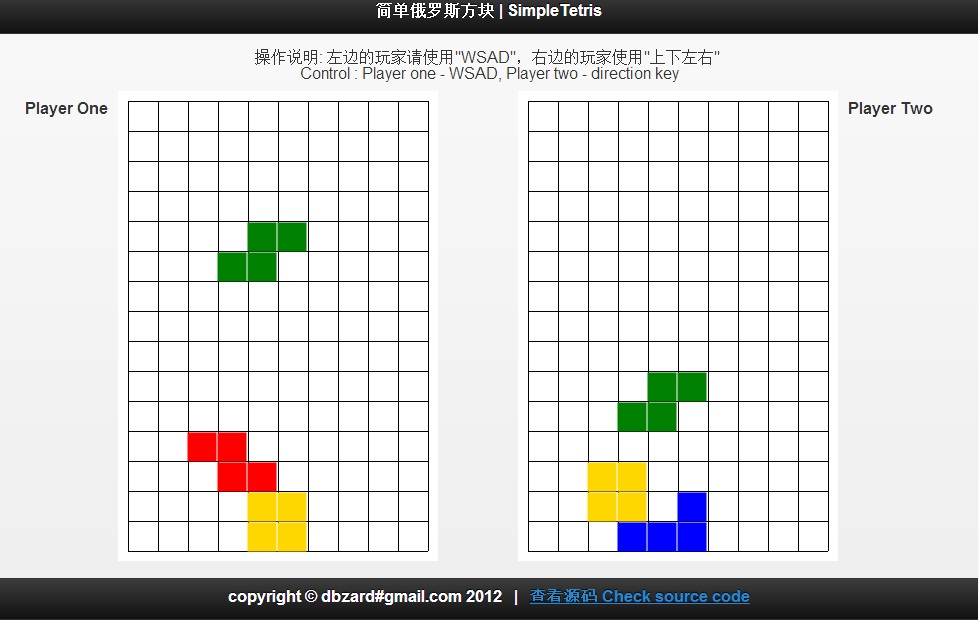 简单俄罗斯方块 | SimpleTetris
操作说明: 左边的玩家请使用"WSAD"，右边的玩家使用"上下左右"
Control : Player one - WSAD, Player two - direction key
Player One
Player Two
copyright © dbzard#gmail.com 2012 | 查看源码 Check source code